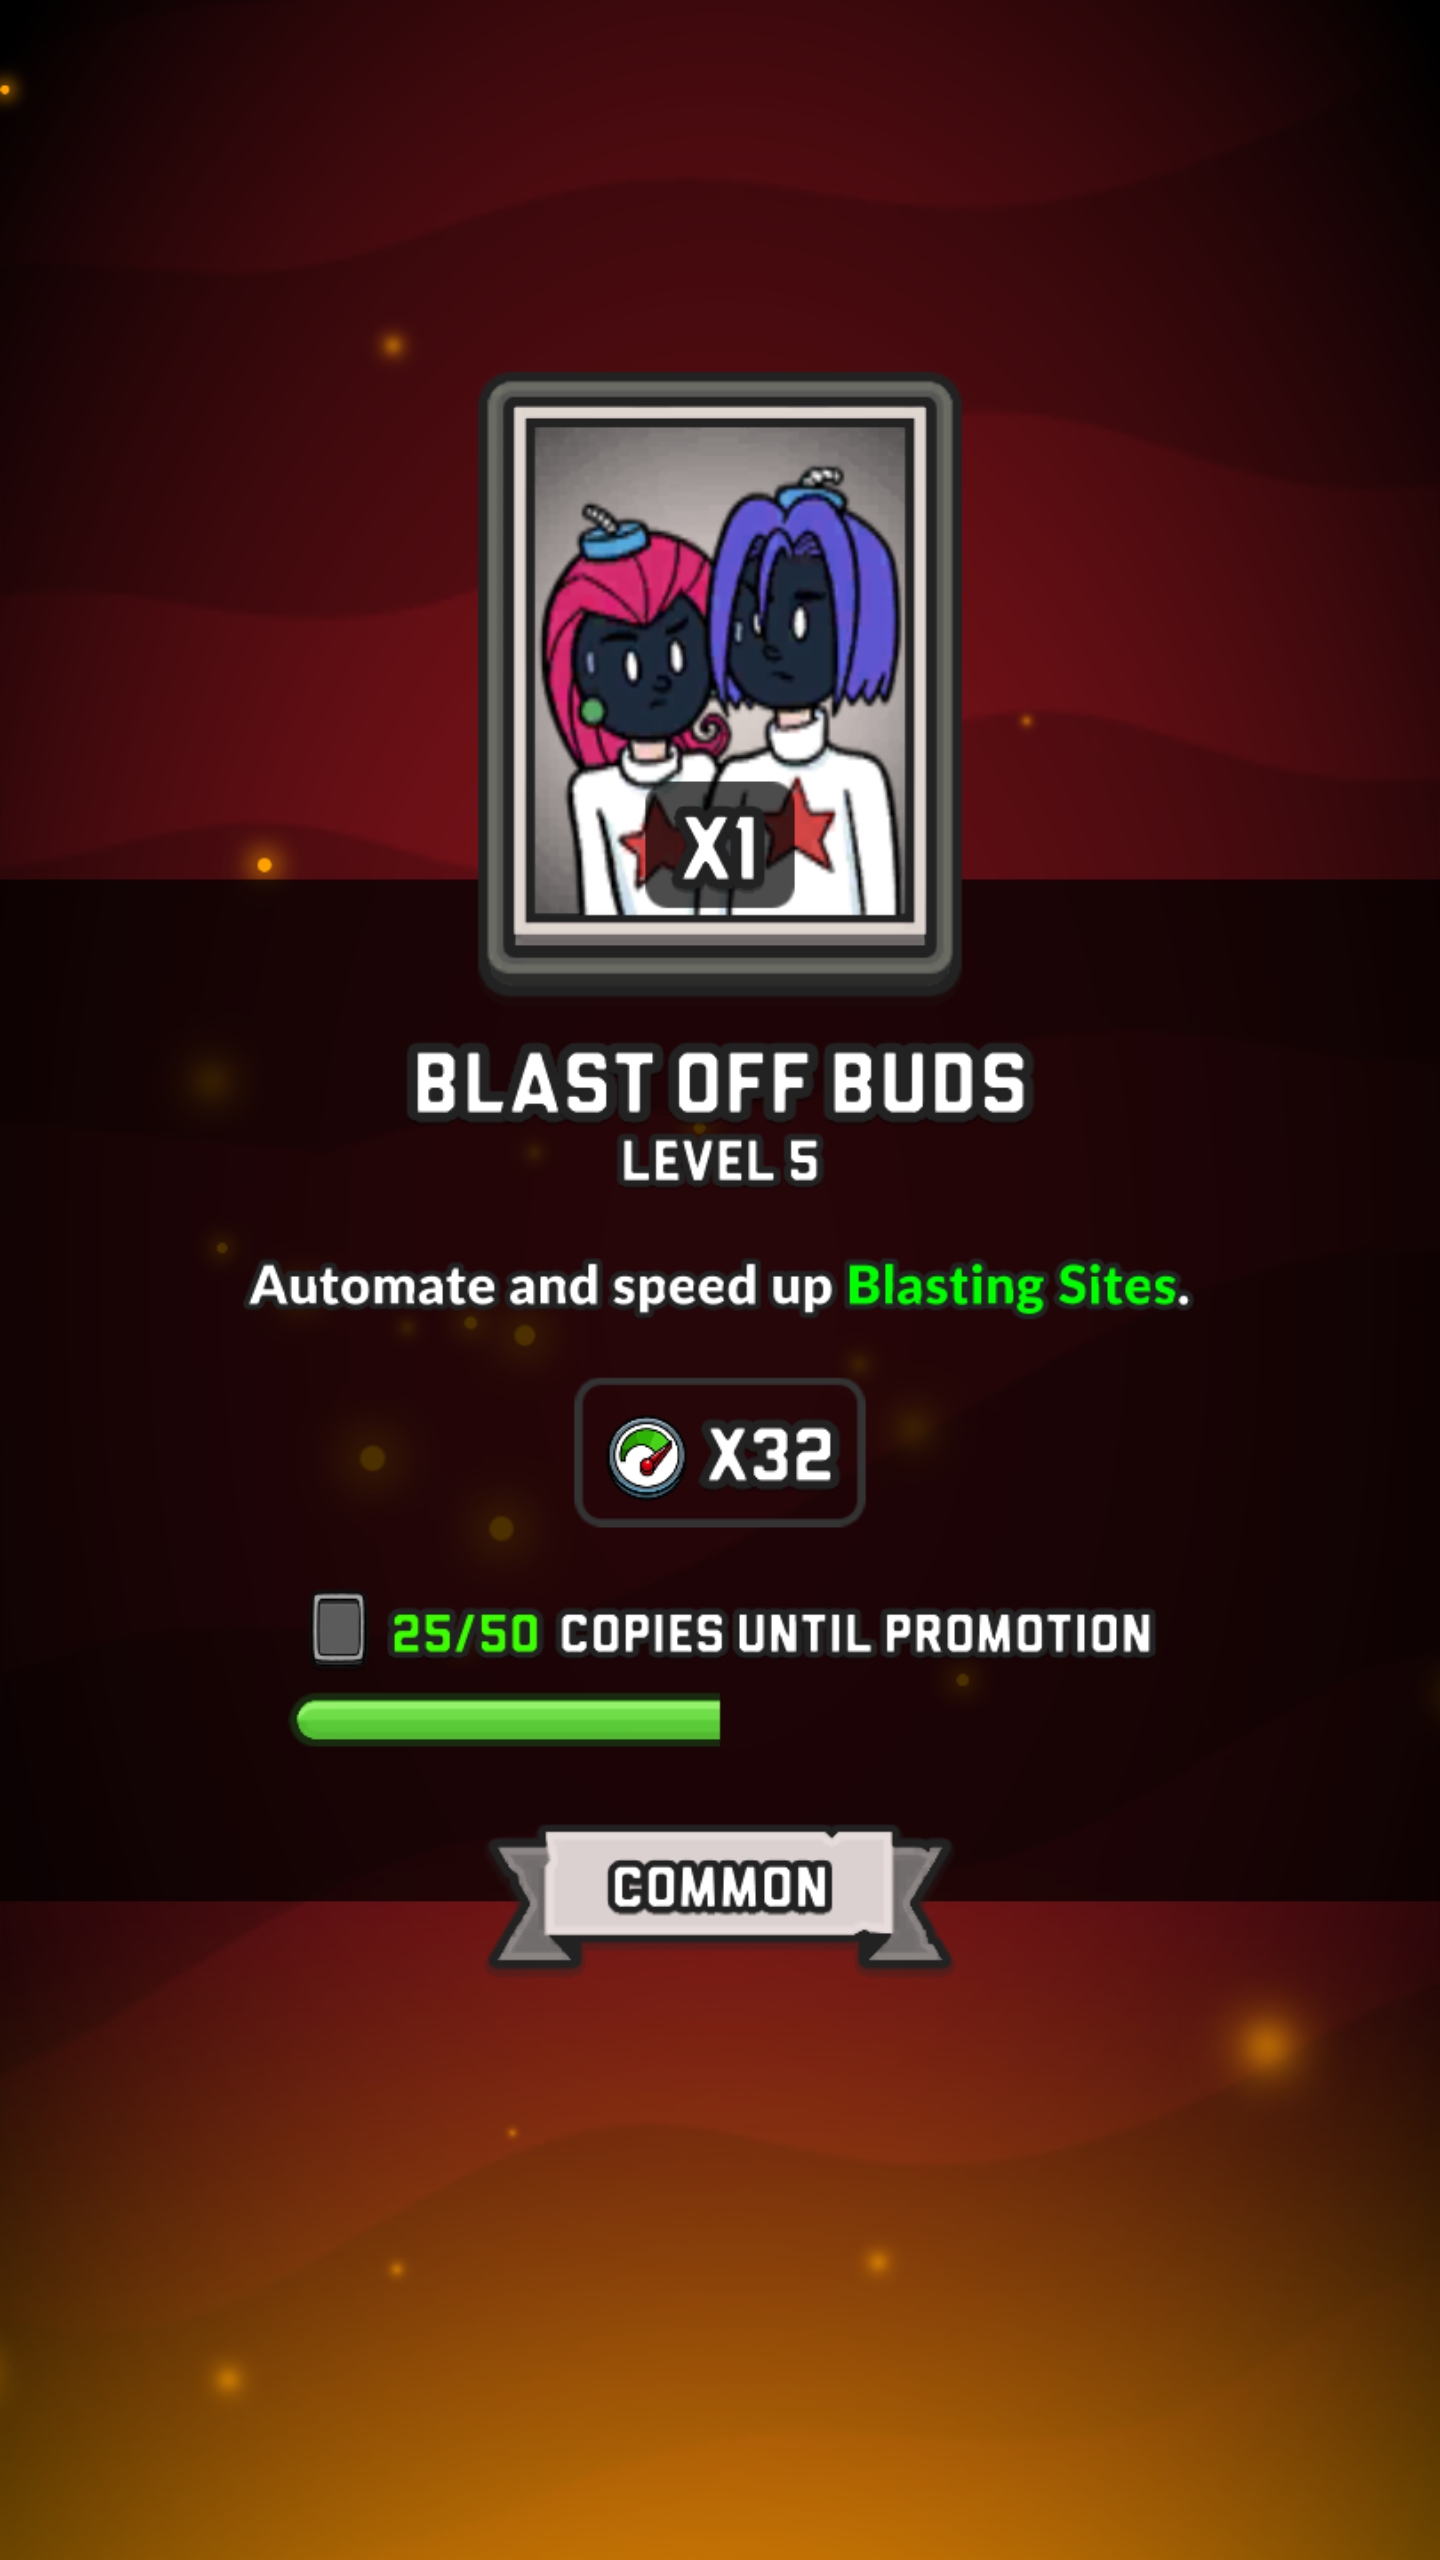 X1
BLAST OFF BUDS
LEVEL 5
Automate and speed up Blasting Sites.
X32
25/50 COPIES UNTIL PROMOTION
COMMON